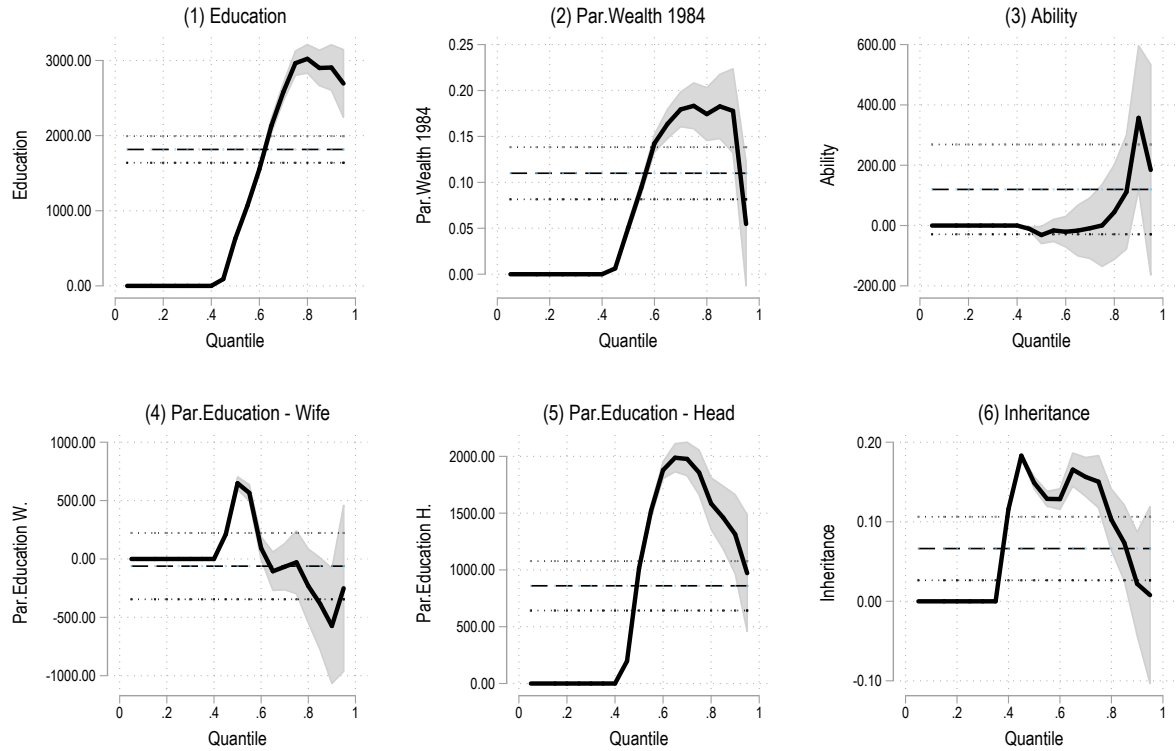 (1) Education
3000.00
2000.00
1000.00
0.00
Education
0 .2 .4 .6 .8 1
Quantile
(2) Par.Wealth 1984
0.25
0.20
0.15
0.10
0.05
0.00
Par.Wealth 1984
0 .2 .4 .6 .8 1
Quantile
(3) Ability
600.00
400.00
200.00
0.00
-200.00
Ability
0 .2 .4 .6 .8 1
Quantile
(4) Par.Education - Wife
1000.00
500.00
0.00
-500.00
-1000.00
Par.Education W.
0 .2 .4 .6 .8 1
Quantile
(5) Par.Education - Head
2000.00
1500.00
1000.00
500.00
0.00
Par.Education H.
0 .2 .4 .6 .8 1
Quantile
(6) Inheritance
0.20
0.10
0.00
-0.10
Inheritance
0 .2 .4 .6 .8 1
Quantile